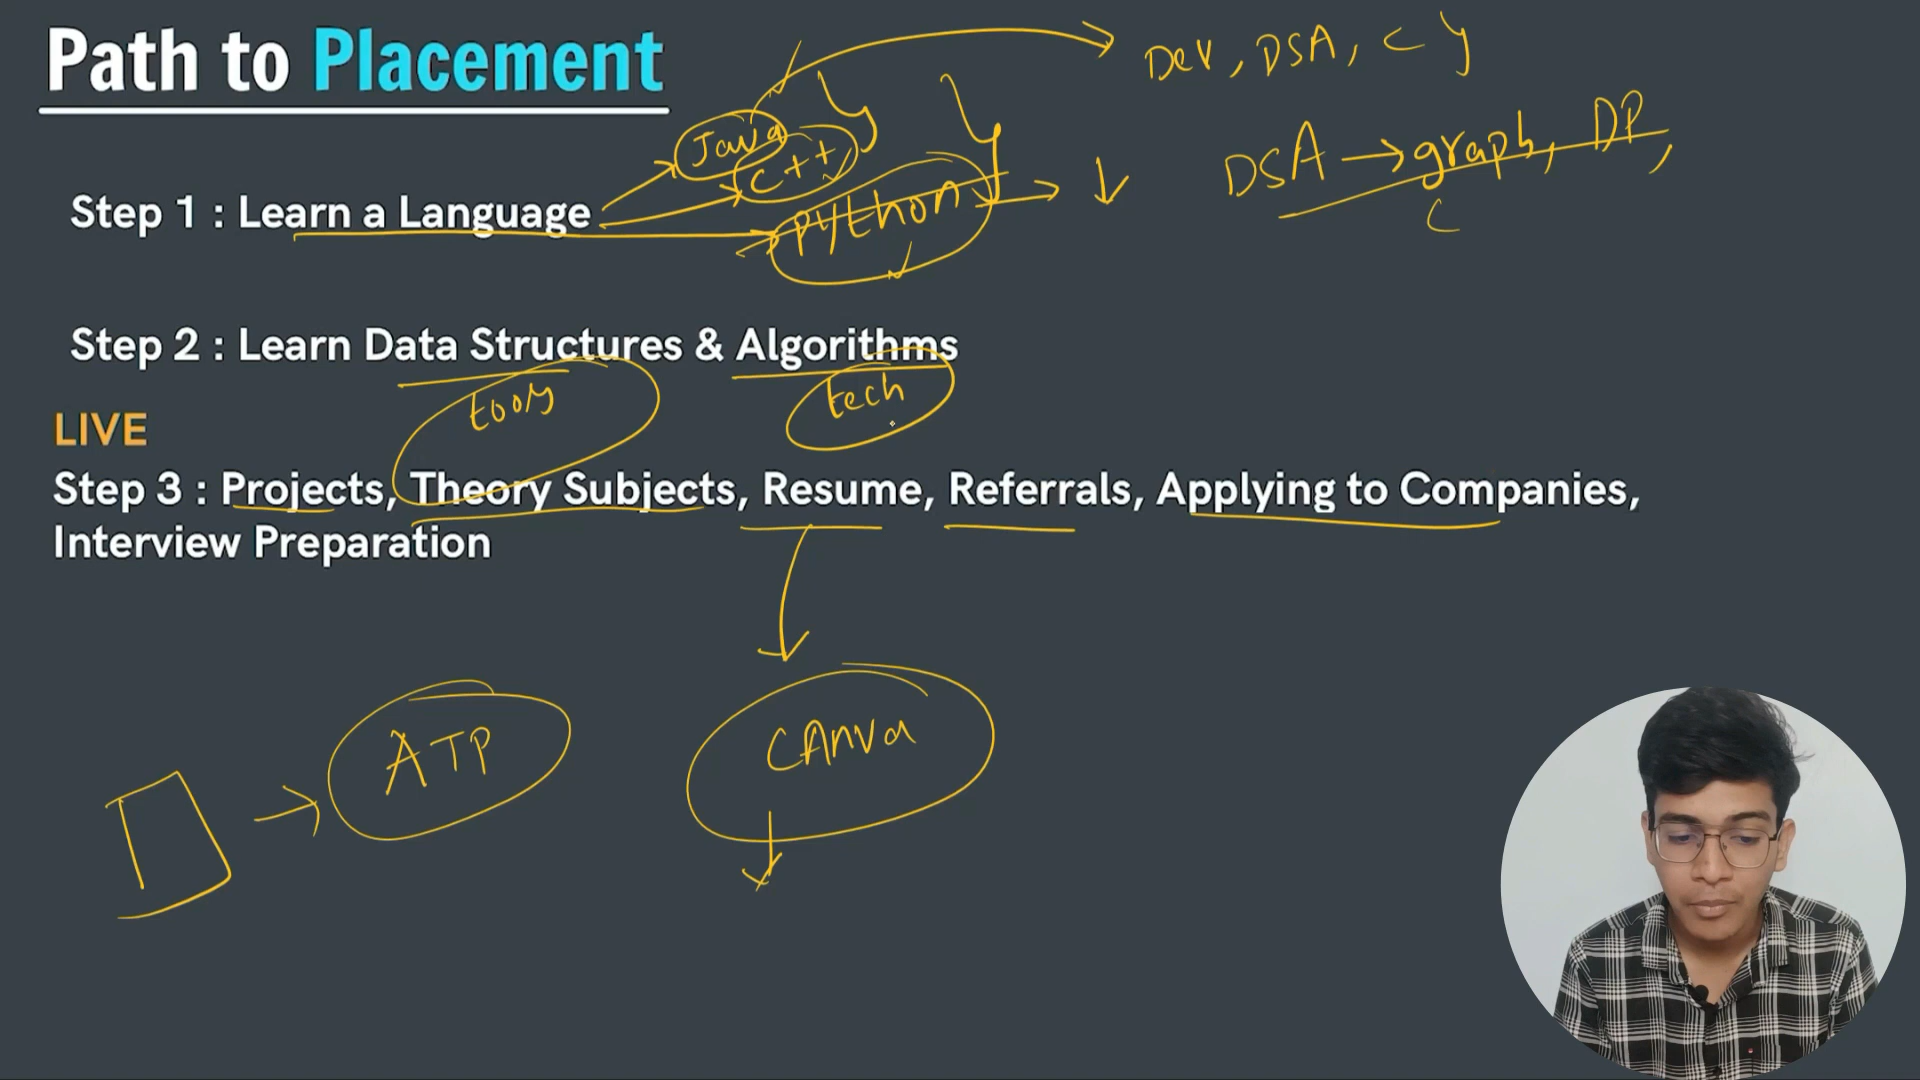 Path to Placement
Dev, DSA, C
Java
C++
DSA → graph, DP,
C
Python
Step 1 : Learn a Language
Step 2 : Learn Data Structures & Algorithms
tech
LIVE
Step 3 : Projects, Theory Subjects, Resume, Referrals, Applying to Companies,
Interview Preparation
ATP
CAnva